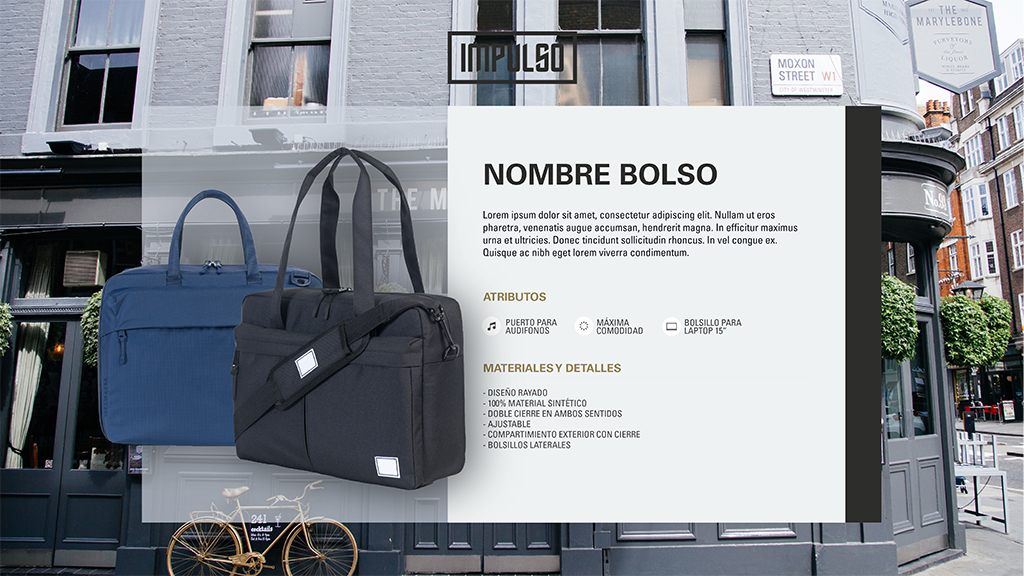 IMPULSO
THE
MARYLEBONE
PURVEYORS
LIQUOR
MOXON
STREET W1
CITY OF WESTMINSTER
THE M
No. 90
NOMBRE BOLSO
Lorem ipsum dolor sit amet, consectetur adipiscing elit. Nullam ut eros
pharetra, venenatis augue accumsan, hendrerit magna. In efficitur maximus
urna et ultricies. Donec tincidunt sollicitudin rhoncus. In vel congue ex.
Quisque ac nibh eget lorem viverra condimentum.
ATRIBUTOS
PUERTO PARA
AUDIFONOS
MÁXIMA
COMODIDAD
BOLSILLO PARA
LAPTOP 15"
MATERIALES Y DETALLES
- DISEÑO RAYADO
- 100% MATERIAL SINTÉTICO
- DOBLE CIERRE EN AMBOS SENTIDOS
- AJUSTABLE
- COMPARTIMIENTO EXTERIOR CON CIERRE
- BOLSILLOS LATERALES
241
cocktails